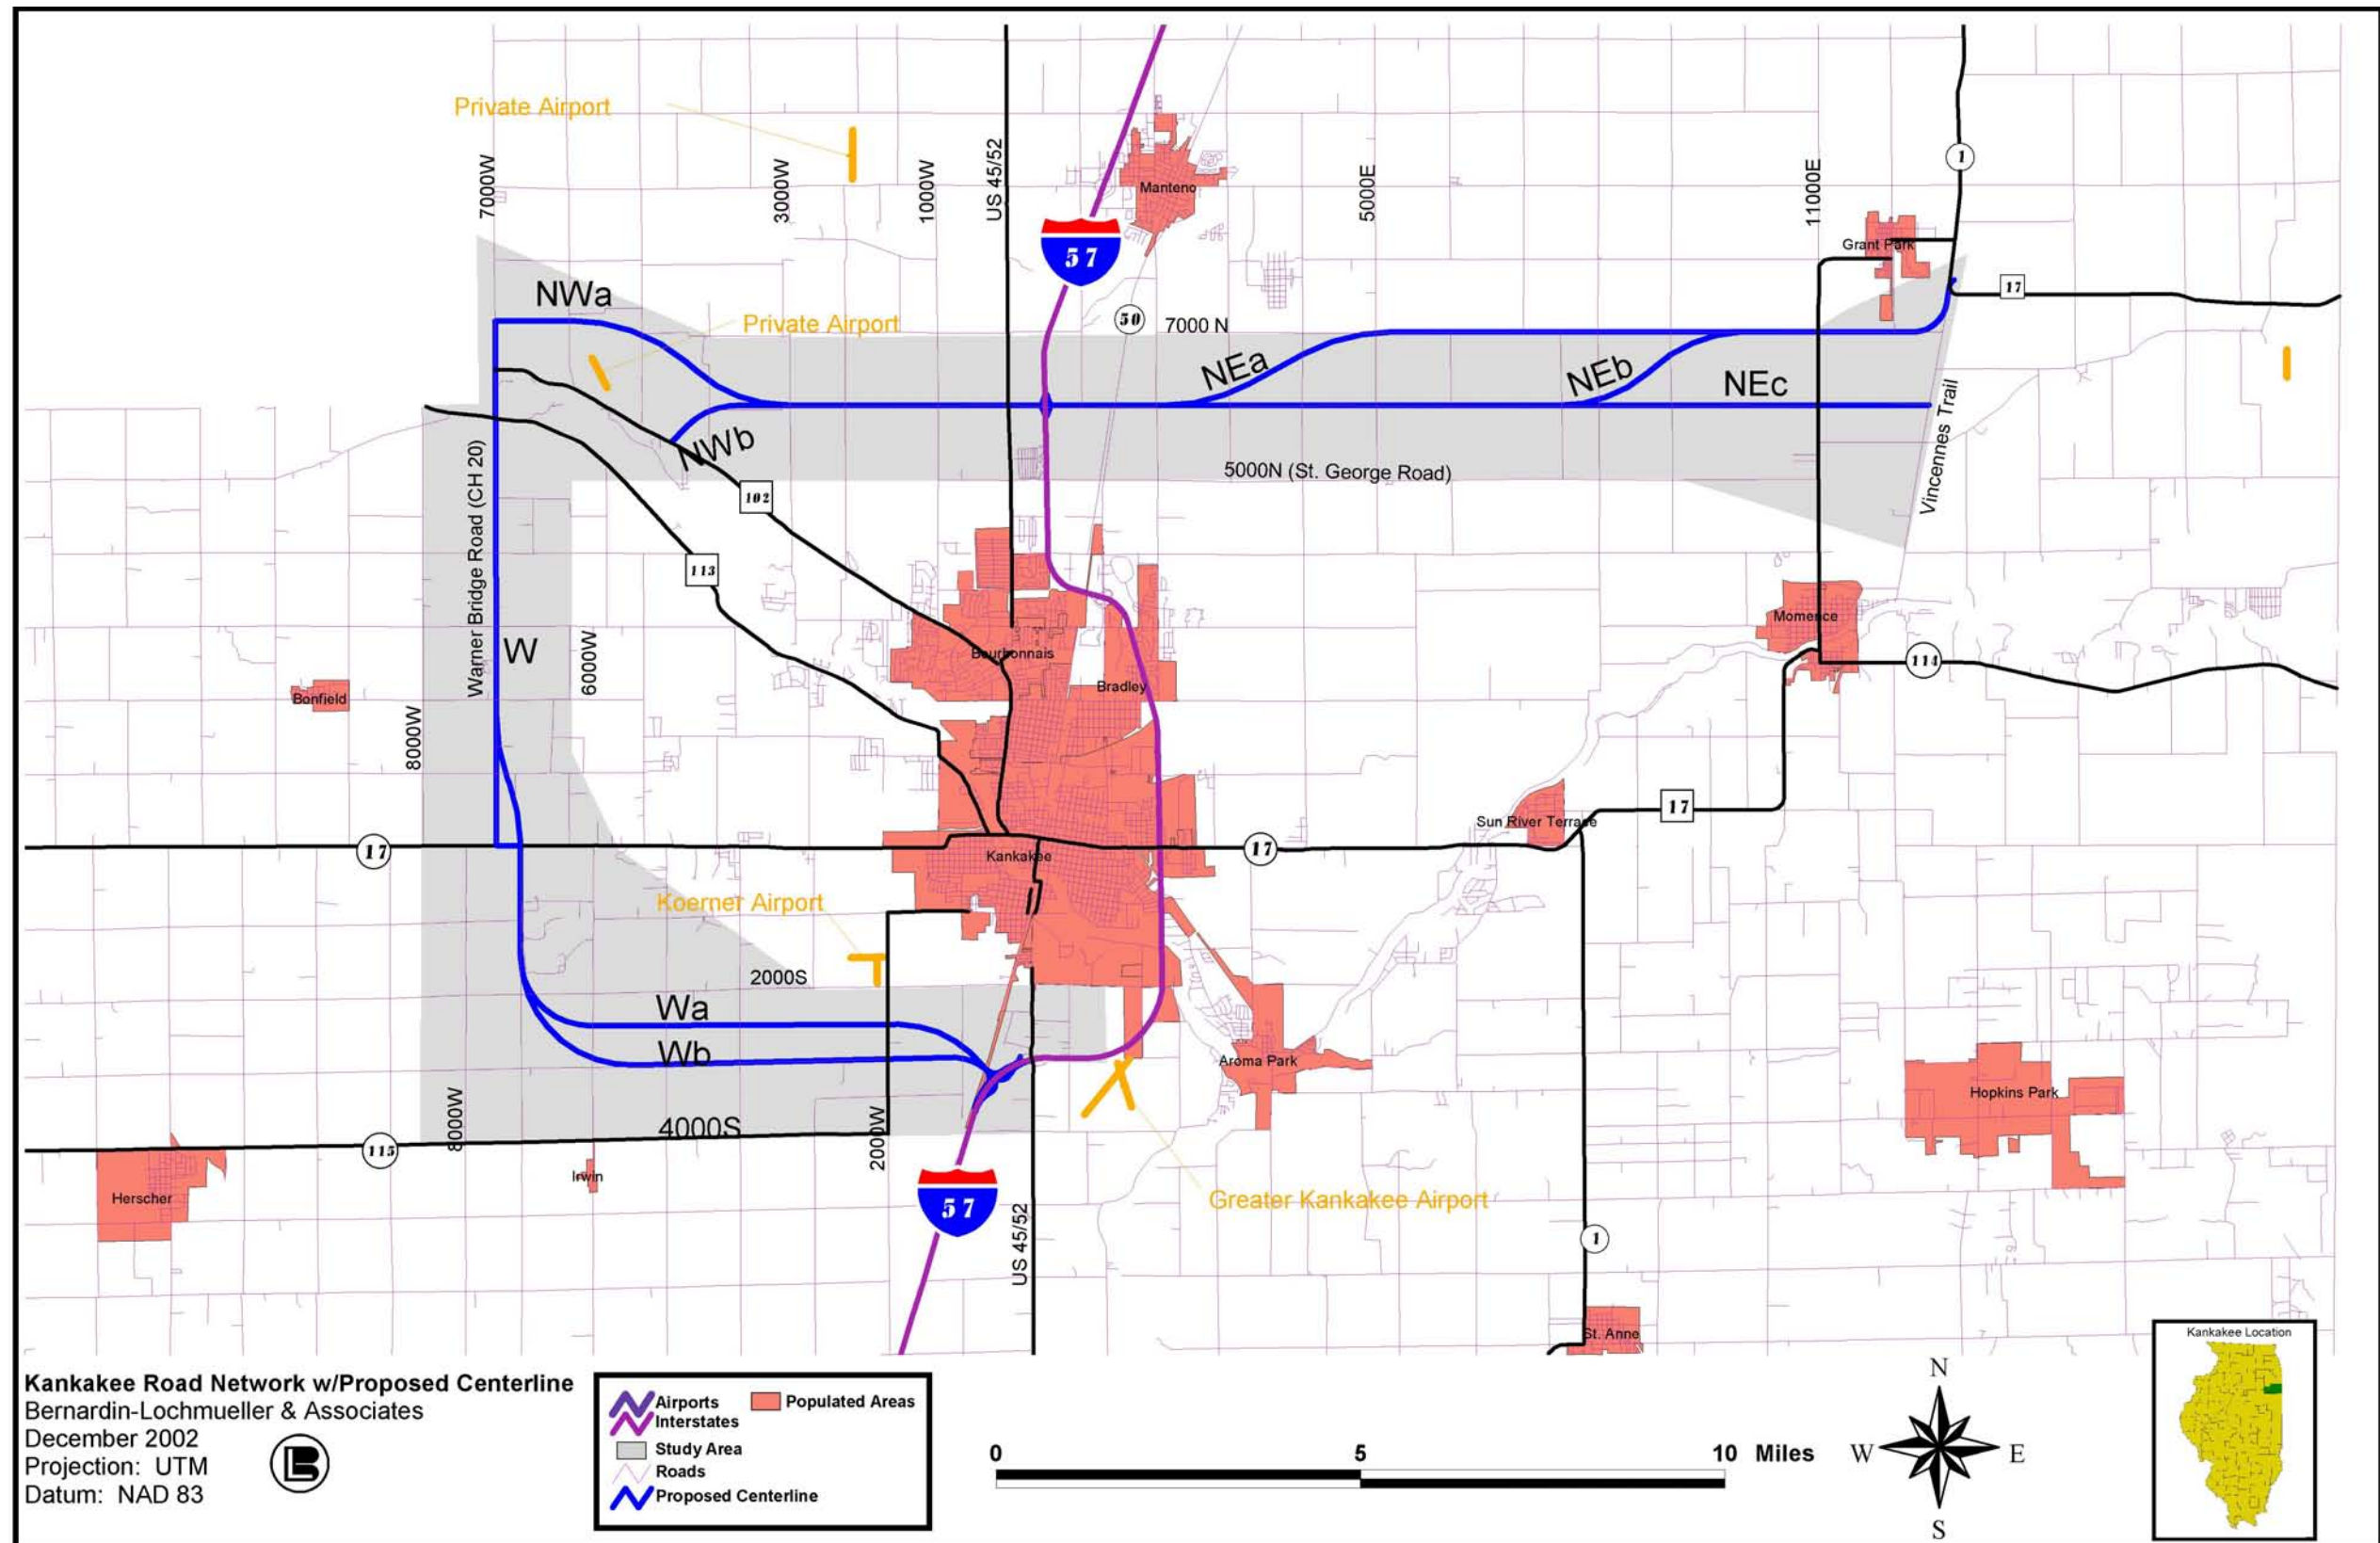 Private Airport
7000W
3000W
1000W
US 45/52
Manteno
5000E
11000E
1
Grant Park
57
17
NWa
Private Airport
50
7000 N
NEa
NEb
NEc
NWb
Vincennes Trail
5000N (St. George Road)
102
113
Warner Bridge Road (CH 20)
W
6000W
Bourbonnais
Bradley
Momence
114
Bonfield
8000W
17
Sun River Terrace
17
Kankakee
17
Koerner Airport
2000S
Wa
Wb
Aroma Park
Hopkins Park
8000W
4000S
2000W
115
Irwin
Herscher
57
Greater Kankakee Airport
US 45/52
1
St. Anne
Kankakee Road Network w/Proposed Centerline
Bernardin-Lochmueller & Associates
December 2002
Projection: UTM
Datum: NAD 83
Airports
Populated Areas
Interstates
Study Area
Roads
Proposed Centerline
0 5 10 Miles
N
W E
S
Kankakee Location